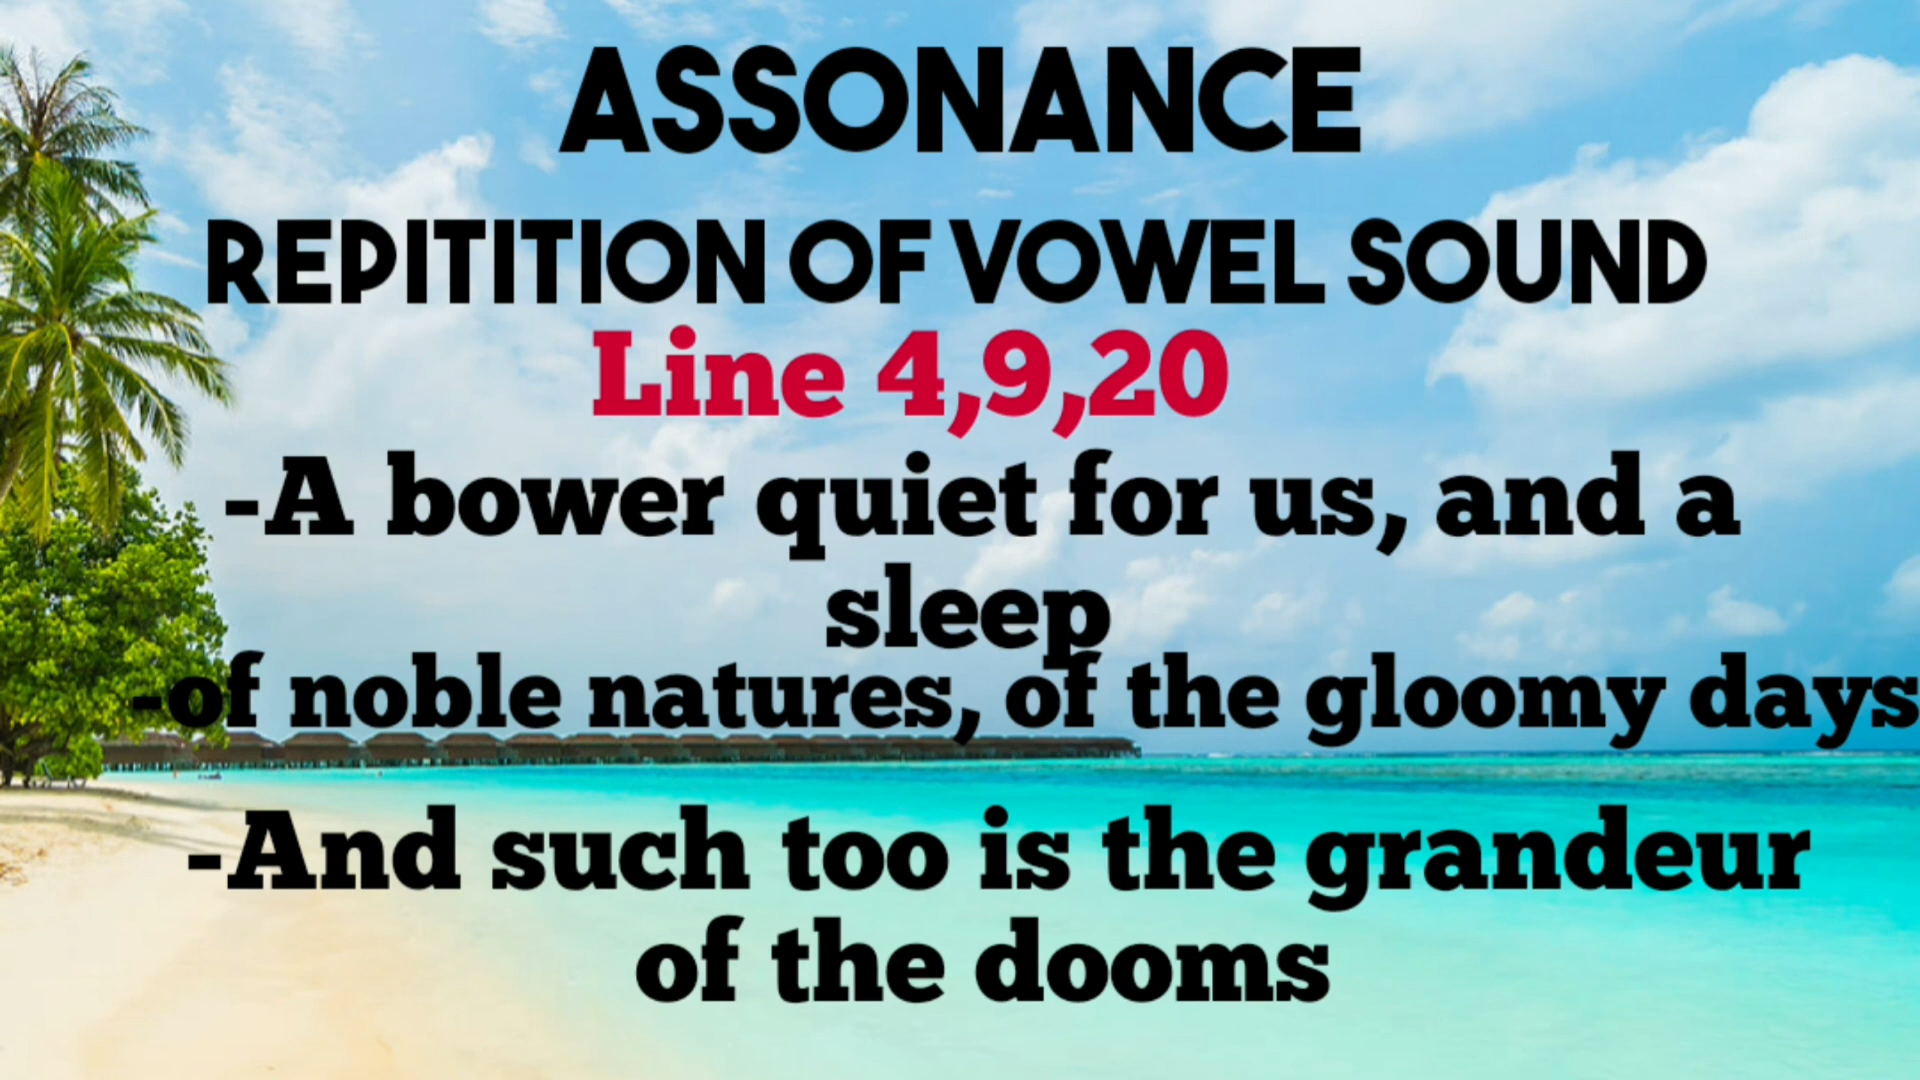 ASSONANCE
REPITITION OF VOWEL SOUND
Line 4,9,20
-A bower quiet for us, and a
sleep
-of noble natures, of the gloomy days
-And such too is the grandeur
of the dooms